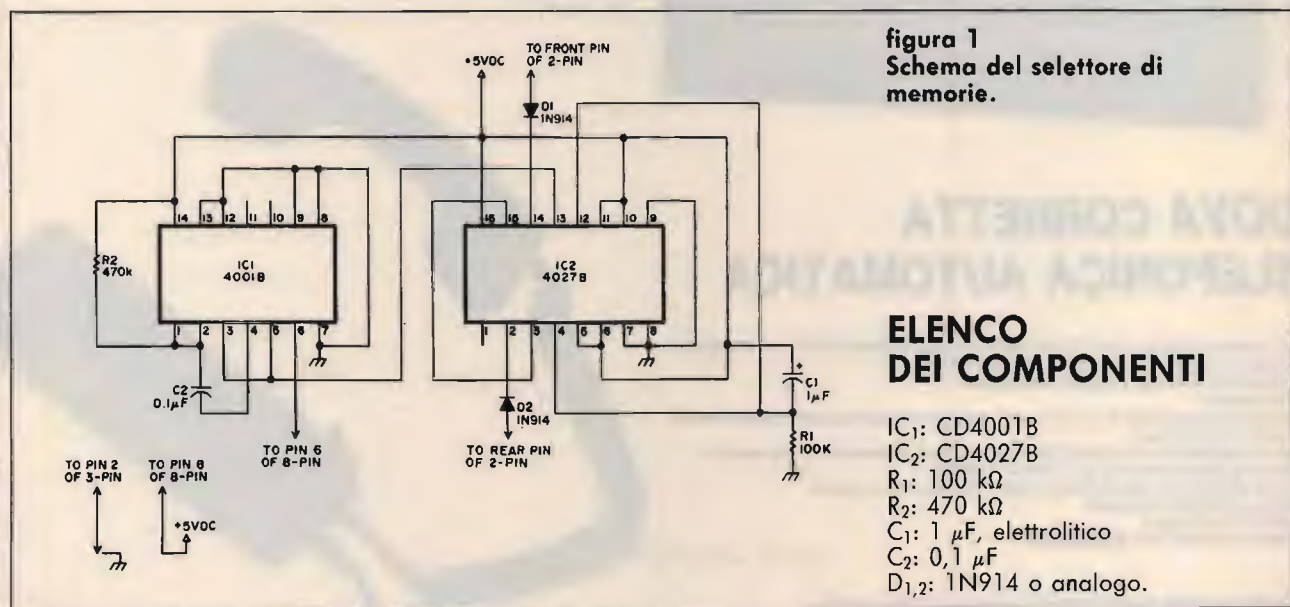 figura 1
Schema del selettore di
memorie.
+5VDC
TO FRONT PIN
OF 2-PIN
D1
1N914
14 13 12 11 10 9 8
R2
470k
IC1
4001B
1 2 3 4 5 6 7
C2
0.1µF
TO PIN 6
OF 8-PIN
16 15 14 13 12 11 10 9
IC2
4027B
1 2 3 4 5 6 7 8
D2
1N914
TO REAR PIN
OF 2-PIN
+
C1
1µF
R1
100K
TO PIN 2
OF 3-PIN
TO PIN 8
OF 8-PIN
+5VDC
ELENCO
DEI COMPONENTI
IC1: CD4001B
IC2: CD4027B
R1: 100 kΩ
R2: 470 kΩ
C1: 1 µF, elettrolitico
C2: 0,1 µF
D1,2: 1N914 o analogo.